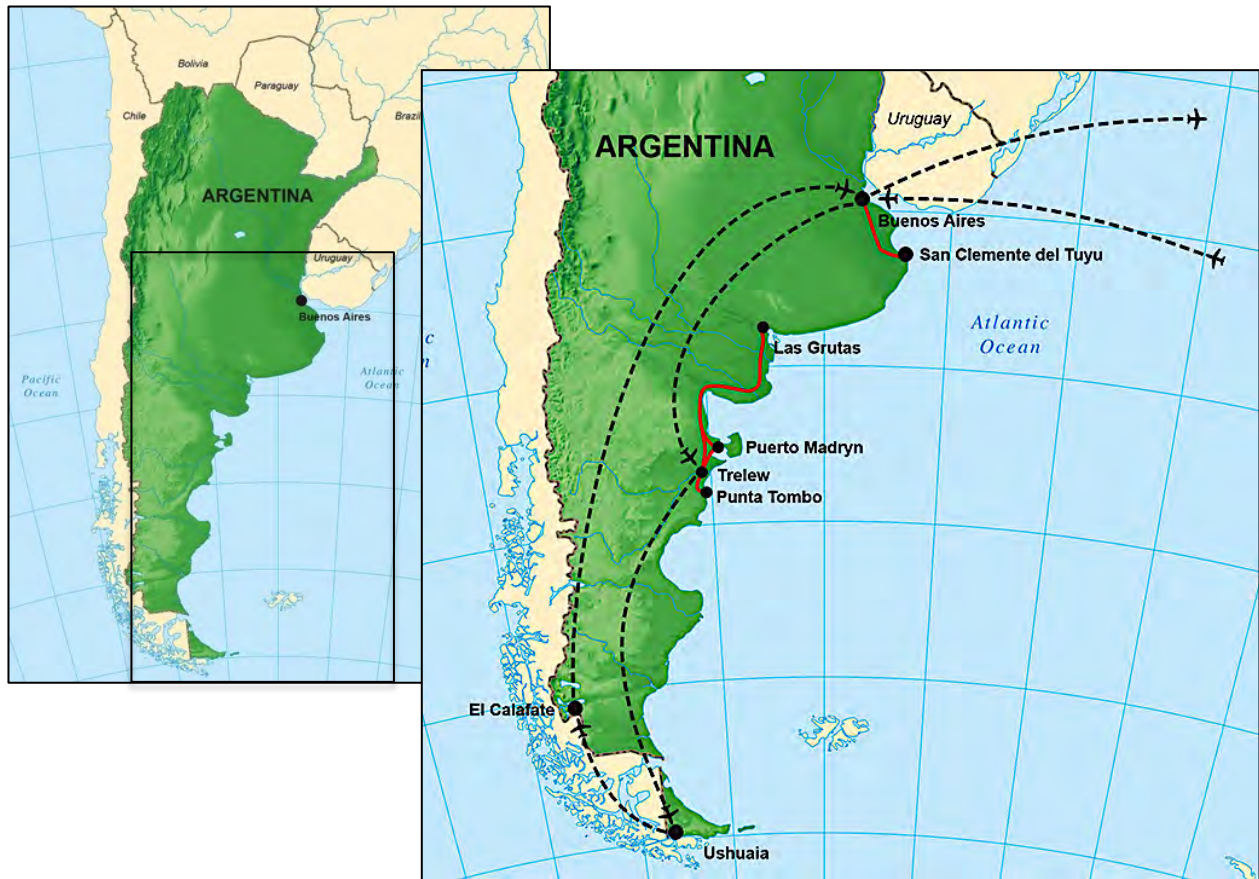 Bolivia
Paraguay
Chile
Brazil
ARGENTINA
Uruguay
Buenos Aires
Pacific
Ocean
Atlantic
Ocean
Uruguay
ARGENTINA
Buenos Aires
San Clemente del Tuyu
Atlantic
Ocean
Las Grutas
Puerto Madryn
Trelew
Punta Tombo
El Calafate
Ushuaia